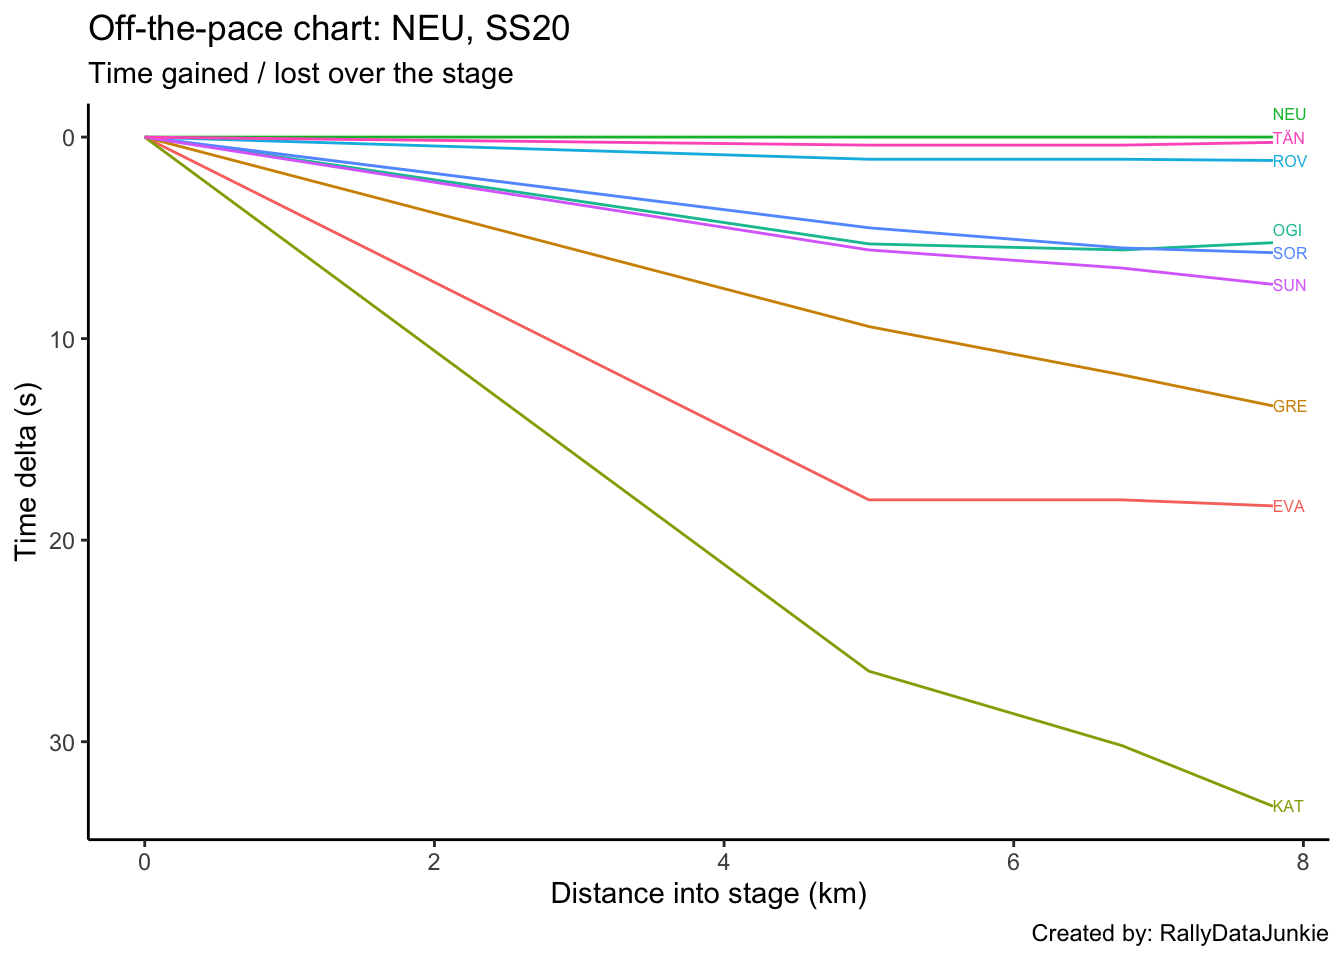 Off-the-pace chart: NEU, SS20
Time gained / lost over the stage
NEU
0
TÄN
ROV
OGI
SOR
SUN
10
GRE
Time delta (s)
EVA
20
30
KAT
0 2 4 6 8
Distance into stage (km)
Created by: RallyDataJunkie